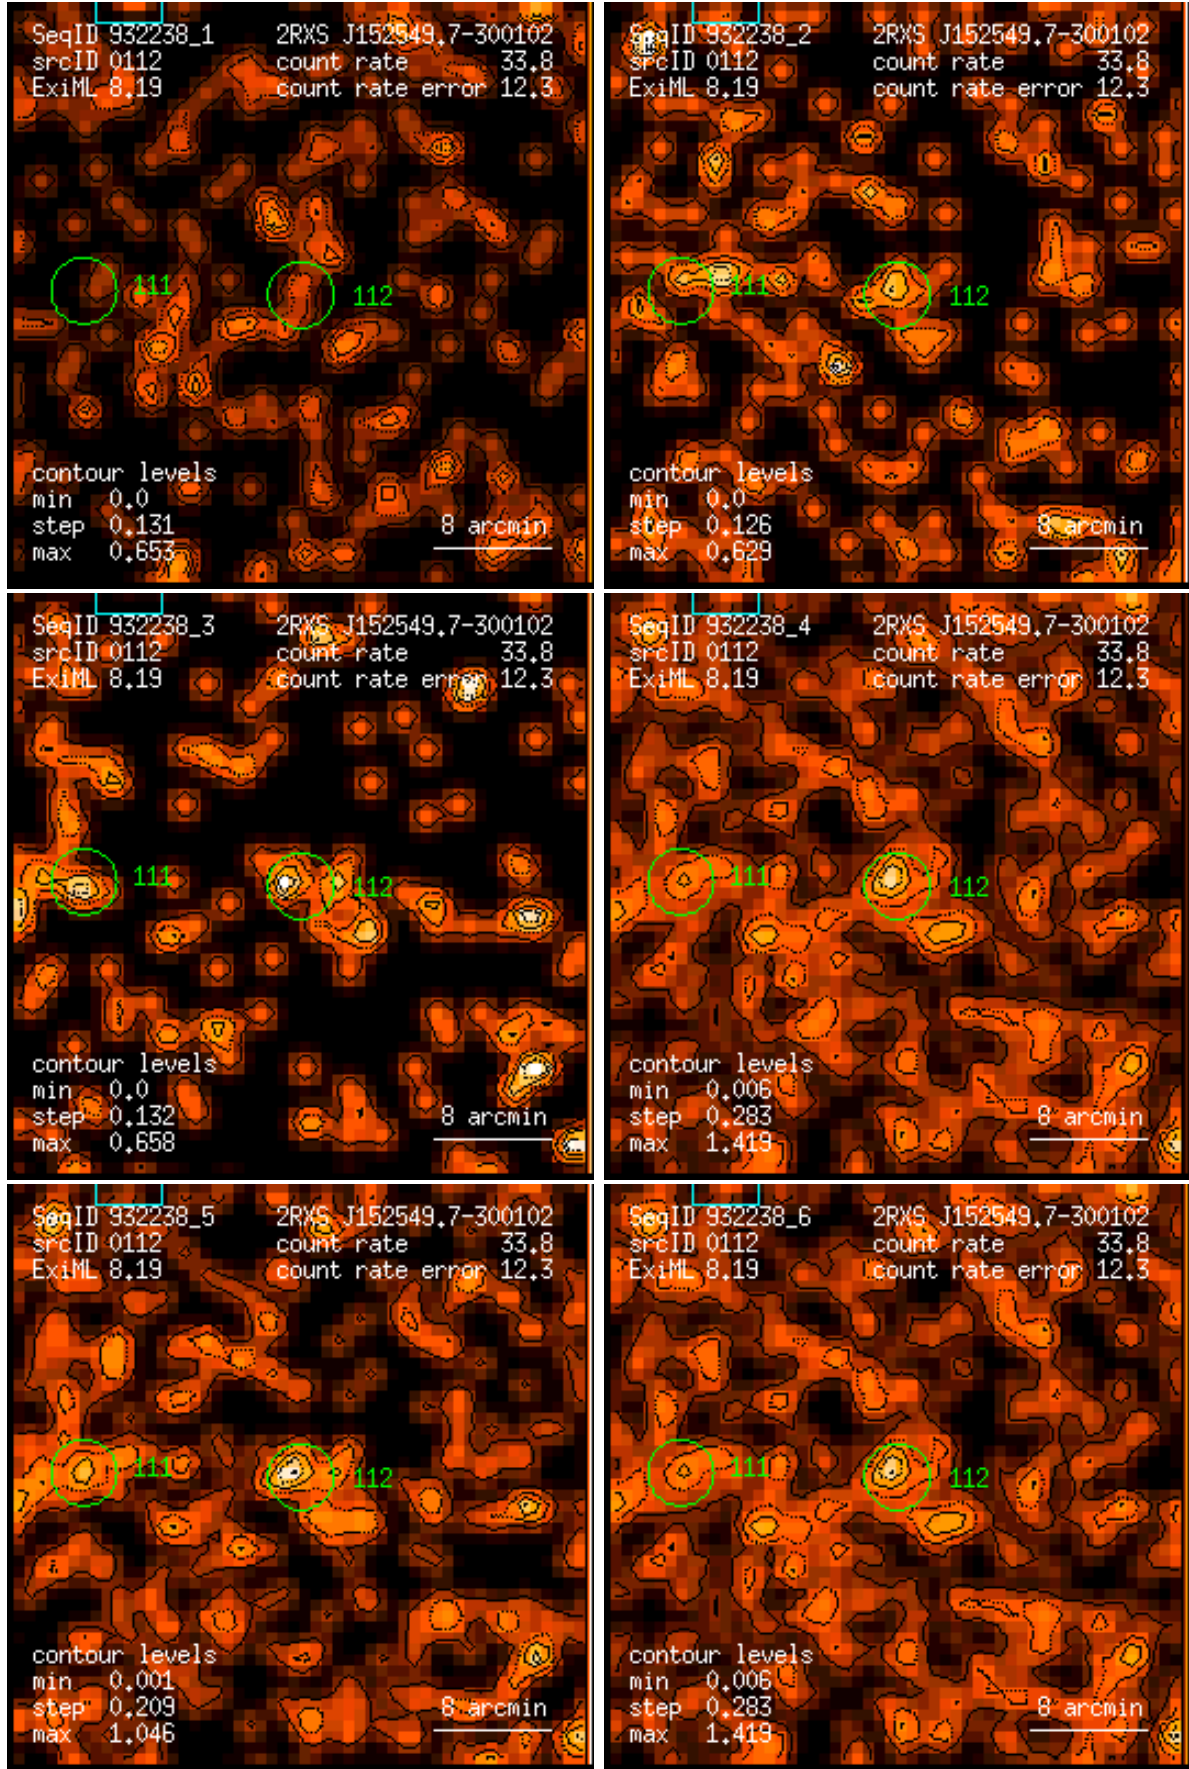 SeqID 932238_1 2RXS J152549.7-300102
srcID 0112 count rate 33.8
ExiML 8.19 count rate error 12.3
111
112
contour levels
min 0.0
step 0.131 8 arcmin
max 0.653
SeqID 932238_2 2RXS J152549.7-300102
srcID 0112 count rate 33.8
ExiML 8.19 count rate error 12.3
111
112
contour levels
min 0.0
step 0.126 8 arcmin
max 0.629
SeqID 932238_3 2RXS J152549.7-300102
srcID 0112 count rate 33.8
ExiML 8.19 count rate error 12.3
111
112
contour levels
min 0.0
step 0.132 8 arcmin
max 0.658
SeqID 932238_4 2RXS J152549.7-300102
srcID 0112 count rate 33.8
ExiML 8.19 count rate error 12.3
111
112
contour levels
min 0.006
step 0.283 8 arcmin
max 1.419
SeqID 932238_5 2RXS J152549.7-300102
srcID 0112 count rate 33.8
ExiML 8.19 count rate error 12.3
111
112
contour levels
min 0.001
step 0.209 8 arcmin
max 1.046
SeqID 932238_6 2RXS J152549.7-300102
srcID 0112 count rate 33.8
ExiML 8.19 count rate error 12.3
111
112
contour levels
min 0.006
step 0.283 8 arcmin
max 1.419